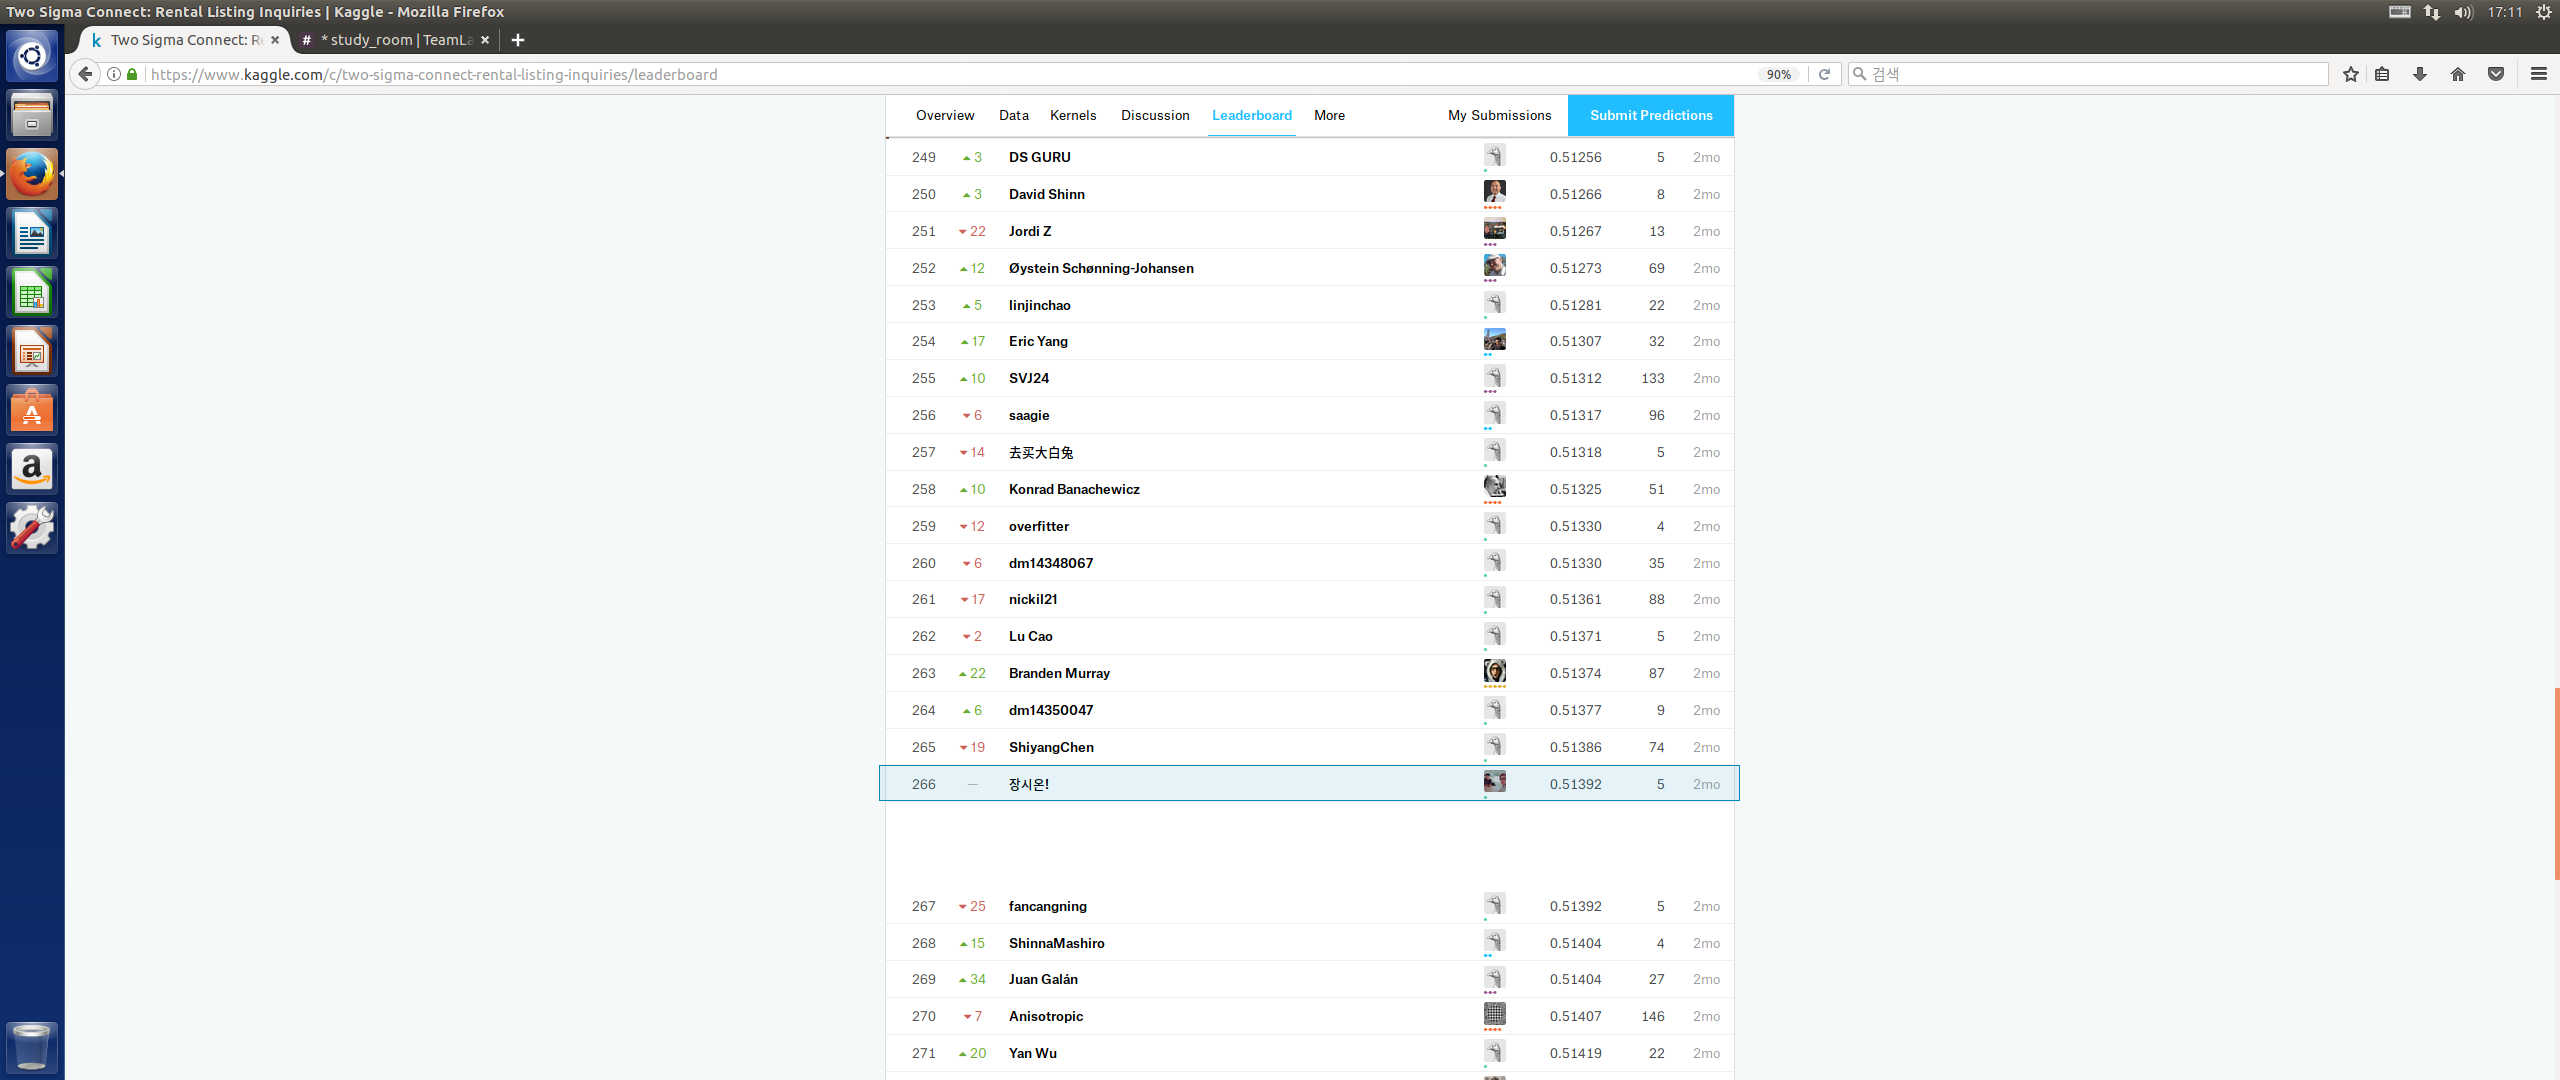 Two Sigma Connect: Rental Listing Inquiries | Kaggle - Mozilla Firefox 17:11
Two Sigma Connect: Re * study_room | TeamLa
https://www.kaggle.com/c/two-sigma-connect-rental-listing-inquiries/leaderboard 90% 검색
Overview Data Kernels Discussion Leaderboard More My Submissions Submit Predictions
249 3 DS GURU 0.51256 5 2mo
250 3 David Shinn 0.51266 8 2mo
251 22 Jordi Z 0.51267 13 2mo
252 12 Øystein Schønning-Johansen 0.51273 69 2mo
253 5 linjinchao 0.51281 22 2mo
254 17 Eric Yang 0.51307 32 2mo
255 10 SVJ24 0.51312 133 2mo
256 6 saagie 0.51317 96 2mo
257 14 去买大白兔 0.51318 5 2mo
258 10 Konrad Banachewicz 0.51325 51 2mo
259 12 overfitter 0.51330 4 2mo
260 6 dm14348067 0.51330 35 2mo
261 17 nickil21 0.51361 88 2mo
262 2 Lu Cao 0.51371 5 2mo
263 22 Branden Murray 0.51374 87 2mo
264 6 dm14350047 0.51377 9 2mo
265 19 ShiyangChen 0.51386 74 2mo
266 — 장시온! 0.51392 5 2mo
267 25 fancangning 0.51392 5 2mo
268 15 ShinnaMashiro 0.51404 4 2mo
269 34 Juan Galán 0.51404 27 2mo
270 7 Anisotropic 0.51407 146 2mo
271 20 Yan Wu 0.51419 22 2mo